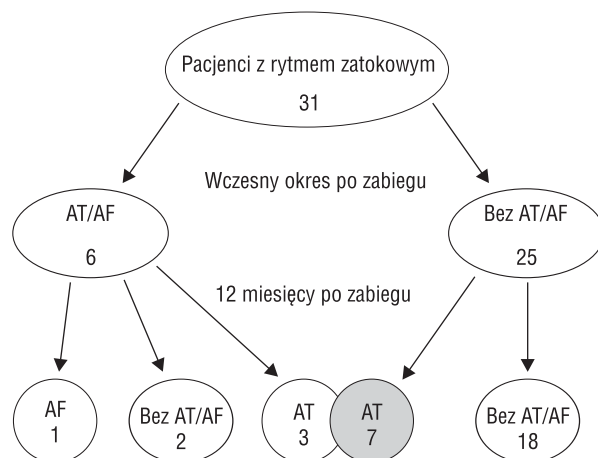 Pacjenci z rytmem zatokowym
31
Wczesny okres po zabiegu
AT/AF
6
Bez AT/AF
25
12 miesięcy po zabiegu
AF
1
Bez AT/AF
2
AT
3
AT
7
Bez AT/AF
18